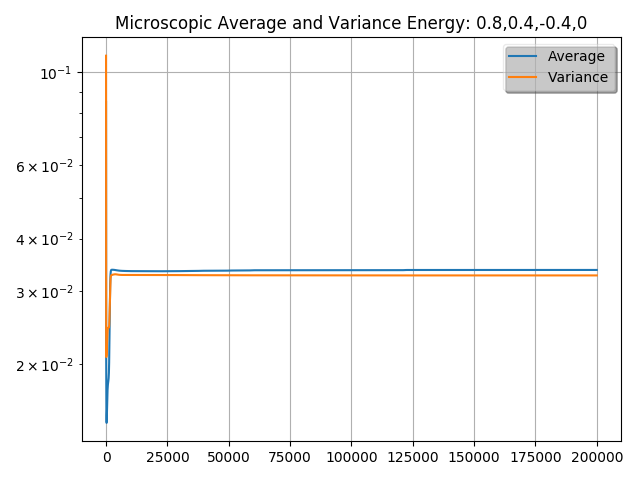 Microscopic Average and Variance Energy: 0.8,0.4,-0.4,0
Average
Variance
10⁻¹
6 × 10⁻²
4 × 10⁻²
3 × 10⁻²
2 × 10⁻²
0 25000 50000 75000 100000 125000 150000 175000 200000